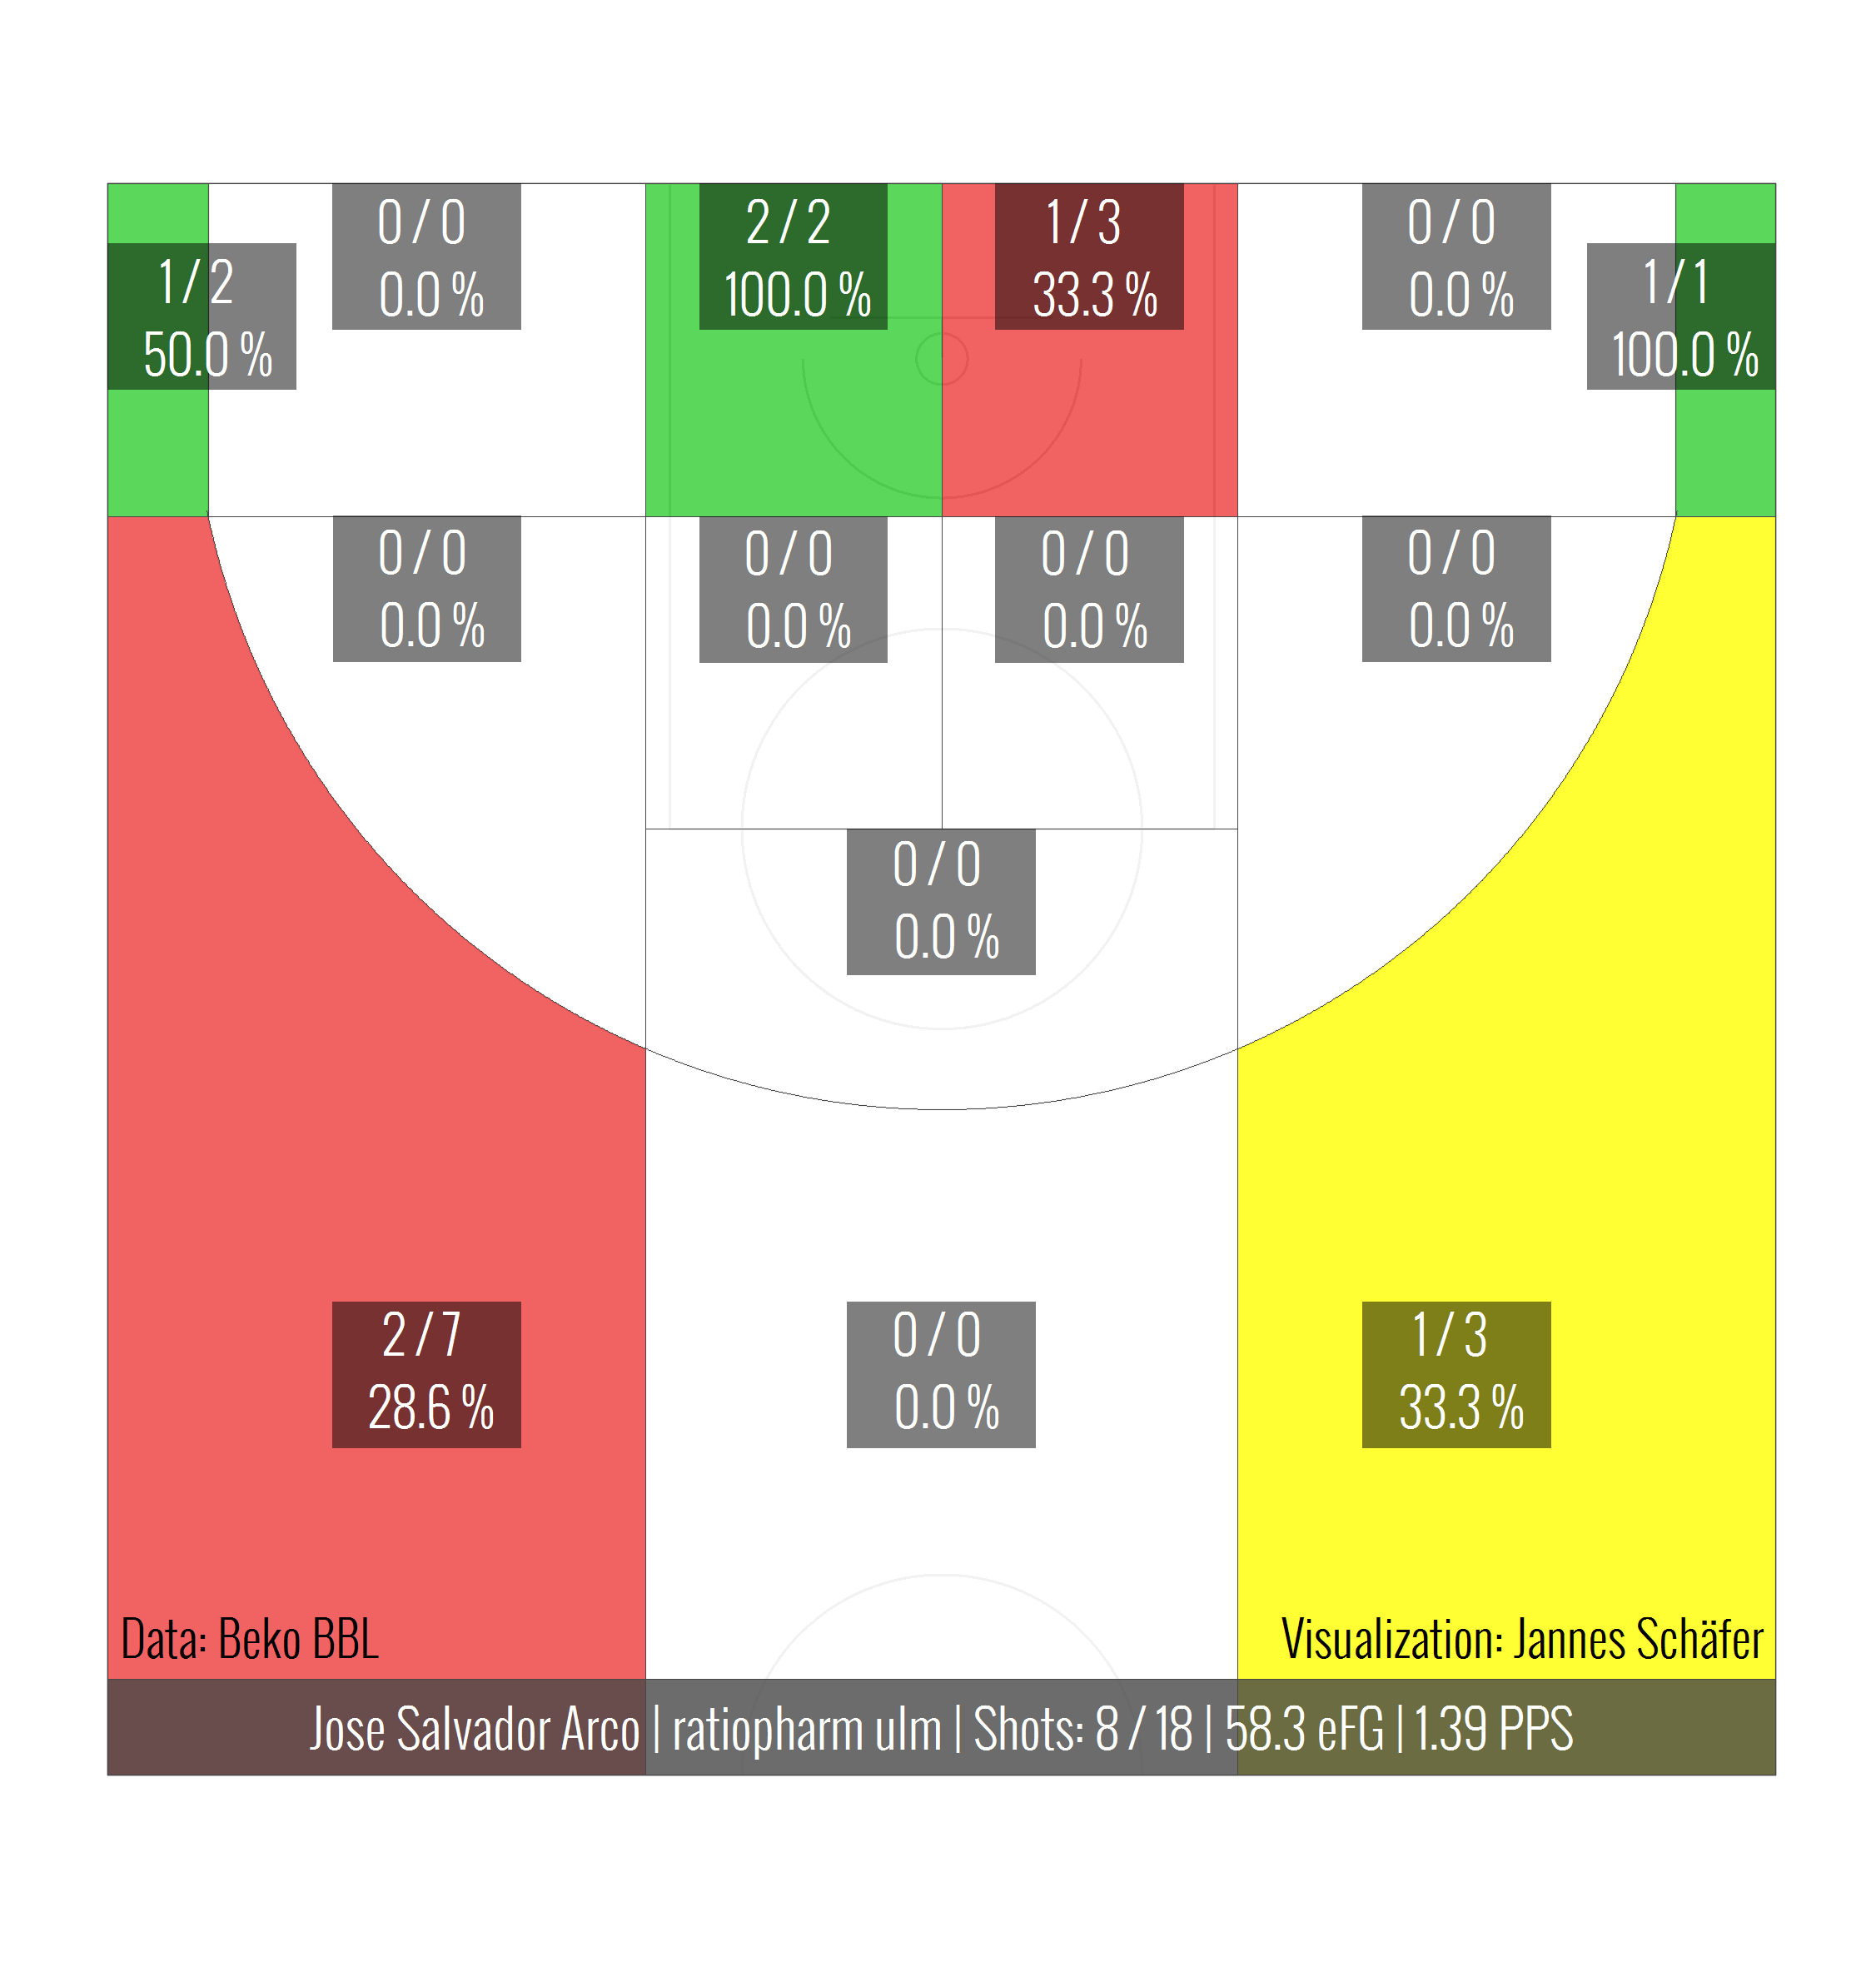 0 / 0
0.0 %
2 / 2
100.0 %
1 / 3
33.3 %
0 / 0
0.0 %
1 / 2
50.0 %
1 / 1
100.0 %
0 / 0
0.0 %
0 / 0
0.0 %
0 / 0
0.0 %
0 / 0
0.0 %
0 / 0
0.0 %
2 / 7
28.6 %
0 / 0
0.0 %
1 / 3
33.3 %
Data: Beko BBL
Visualization: Jannes Schäfer
Jose Salvador Arco | ratiopharm ulm | Shots: 8 / 18 | 58.3 eFG | 1.39 PPS